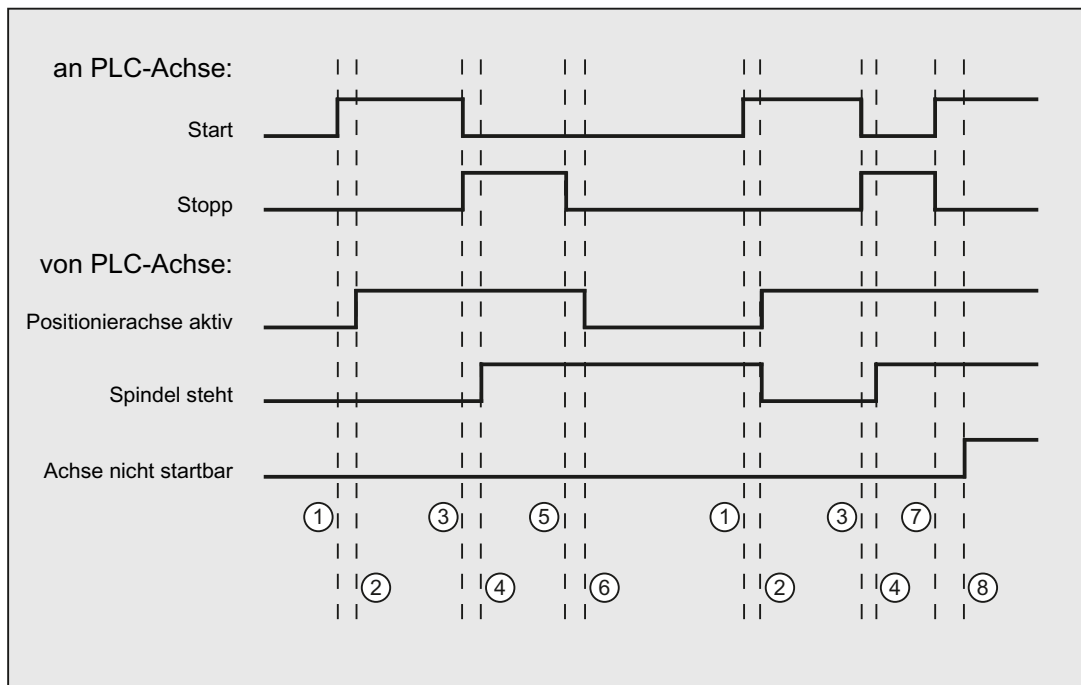 an PLC-Achse:
Start
Stopp
von PLC-Achse:
Positionierachse aktiv
Spindel steht
Achse nicht startbar
1 3 5 1 3 7
2 4 6 2 4 8